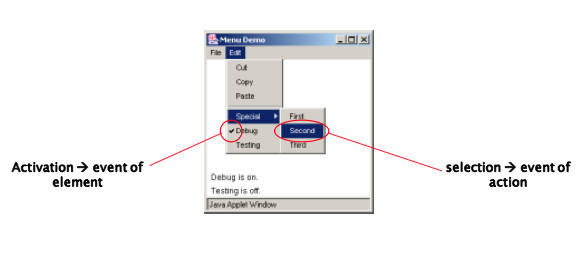 Menu Demo
File Edit
Cut
Copy
Paste
Special First
Debug Second
Testing Third
Activation → event of
element
selection → event of
action
Debug is on.
Testing is off.
Java Applet Window